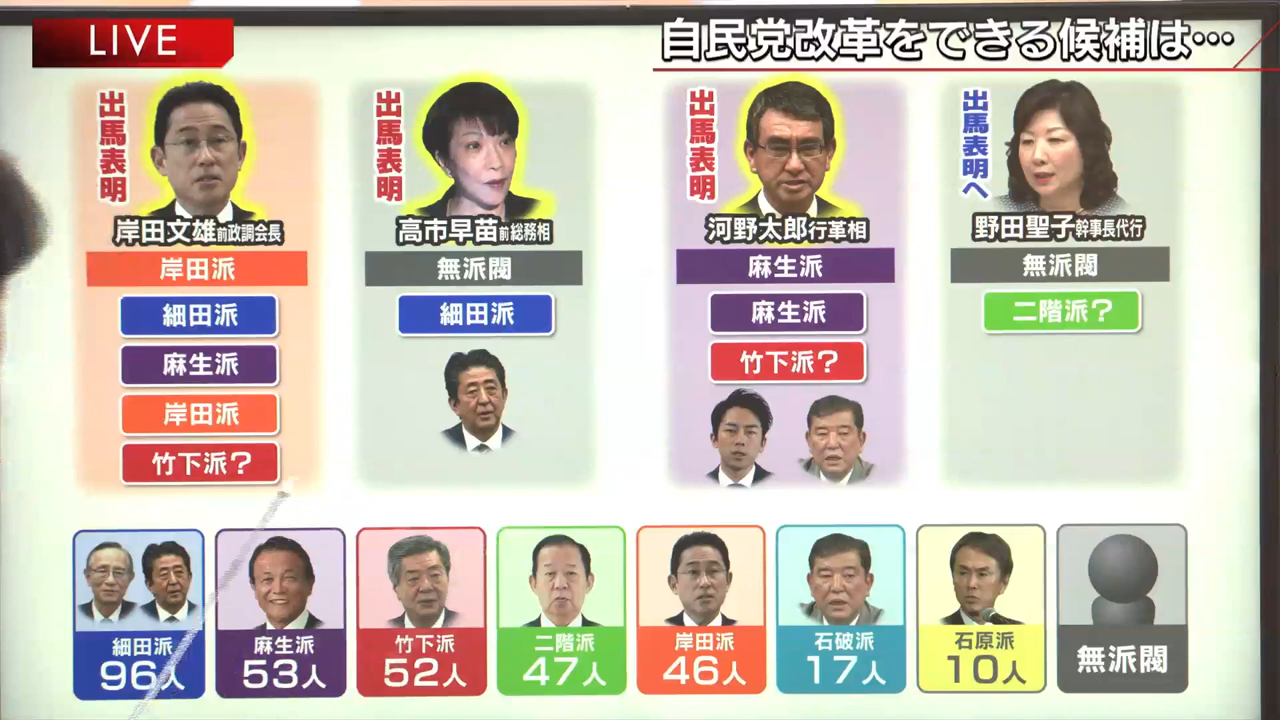 LIVE
自民党改革をできる候補は…
出馬表明
岸田文雄前政調会長
岸田派
細田派
麻生派
岸田派
竹下派?
出馬表明
高市早苗前総務相
無派閥
細田派
出馬表明
河野太郎行革相
麻生派
麻生派
竹下派?
出馬表明へ
野田聖子幹事長代行
無派閥
二階派?
細田派
96人
麻生派
53人
竹下派
52人
二階派
47人
岸田派
46人
石破派
17人
石原派
10人
無派閥